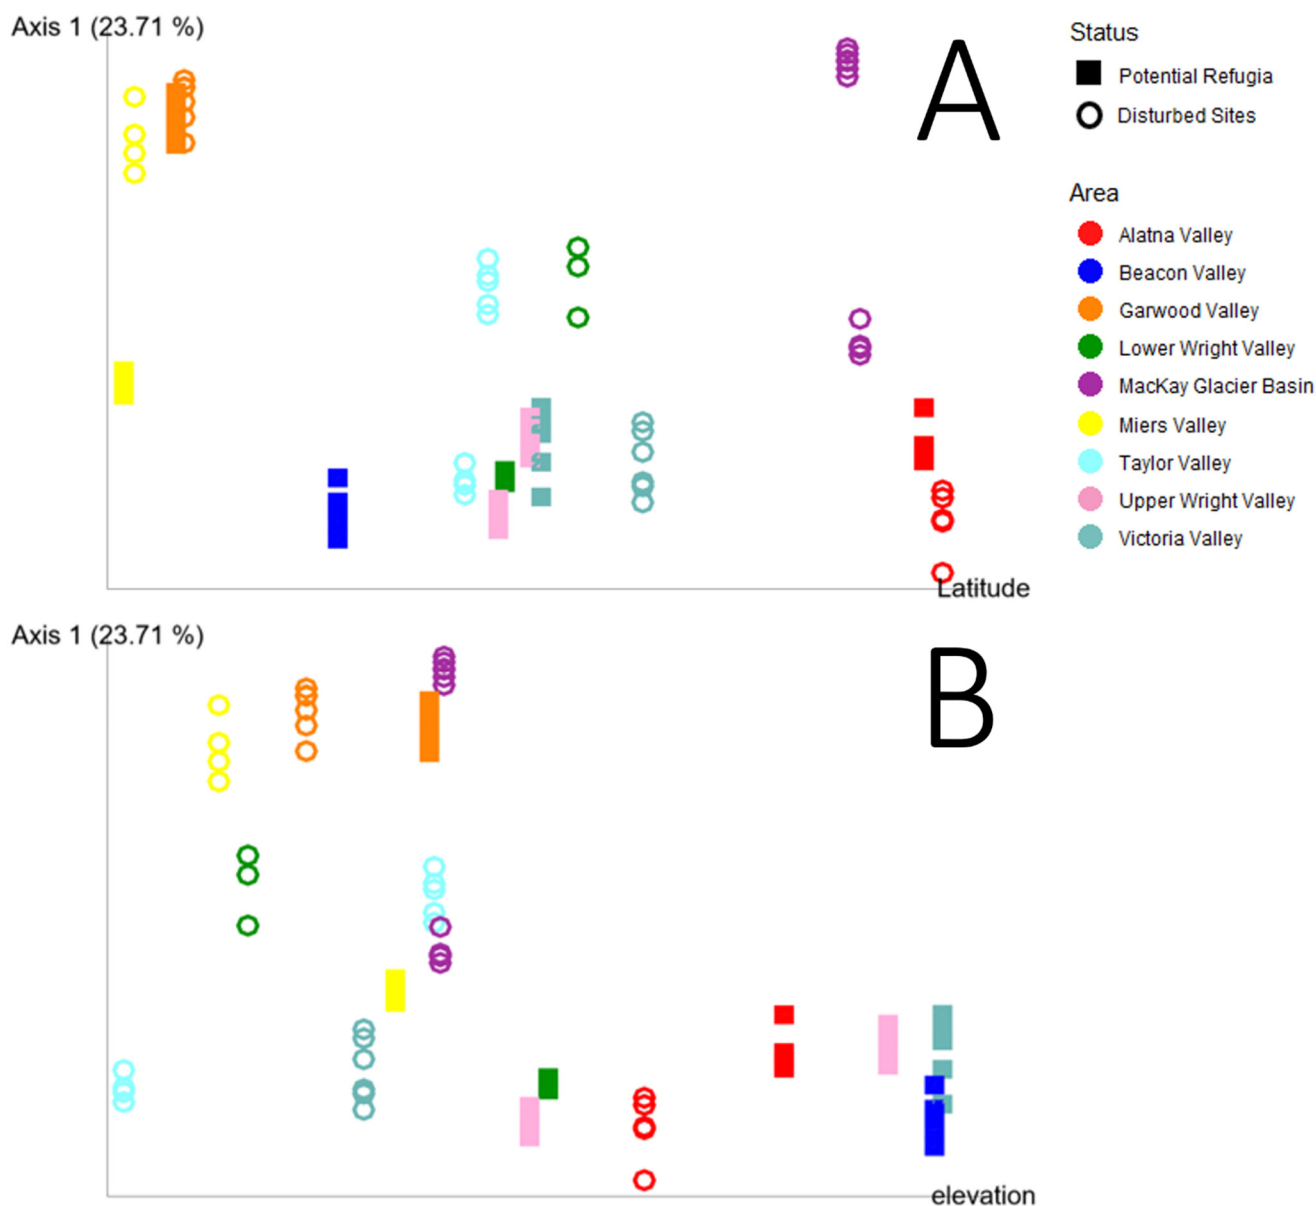 Axis 1 (23.71 %)
A
Status
Potential Refugia
Disturbed Sites
Area
Alatna Valley
Beacon Valley
Garwood Valley
Lower Wright Valley
MacKay Glacier Basin
Miers Valley
Taylor Valley
Upper Wright Valley
Victoria Valley
Latitude
Axis 1 (23.71 %)
B
elevation